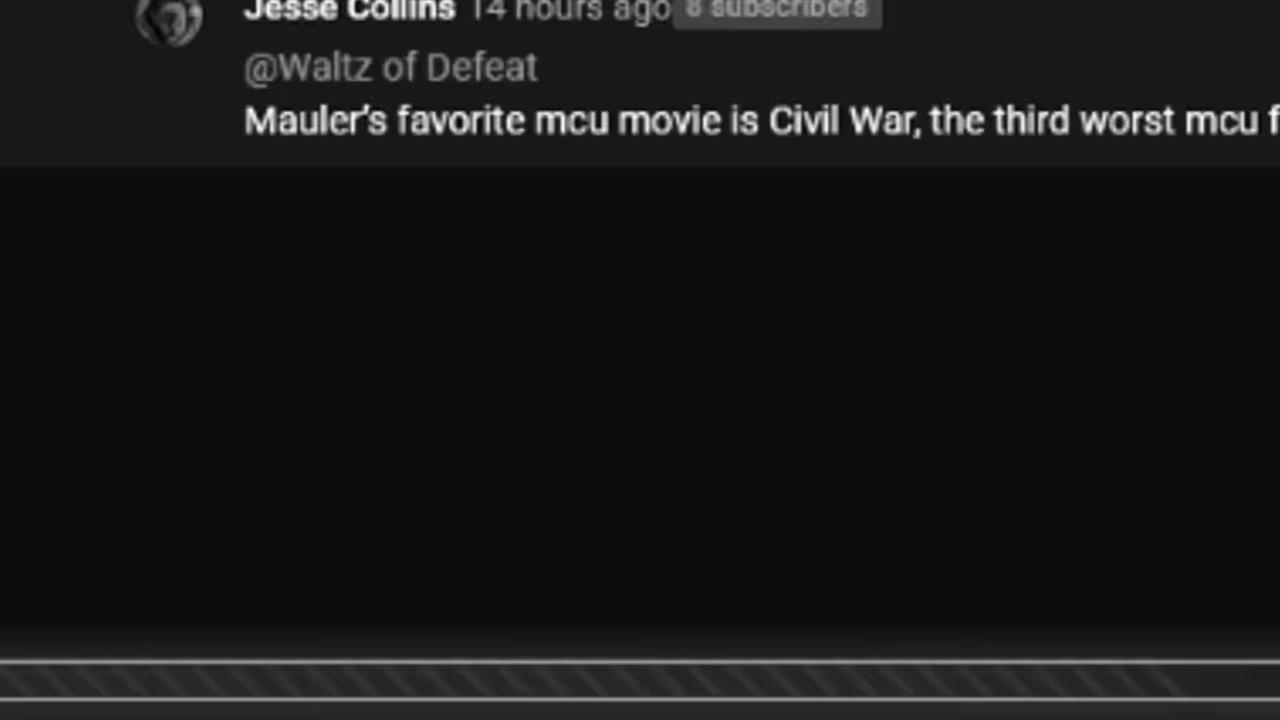 Jesse Collins 14 hours ago 8 subscribers
@Waltz of Defeat
Mauler's favorite mcu movie is Civil War, the third worst mcu f